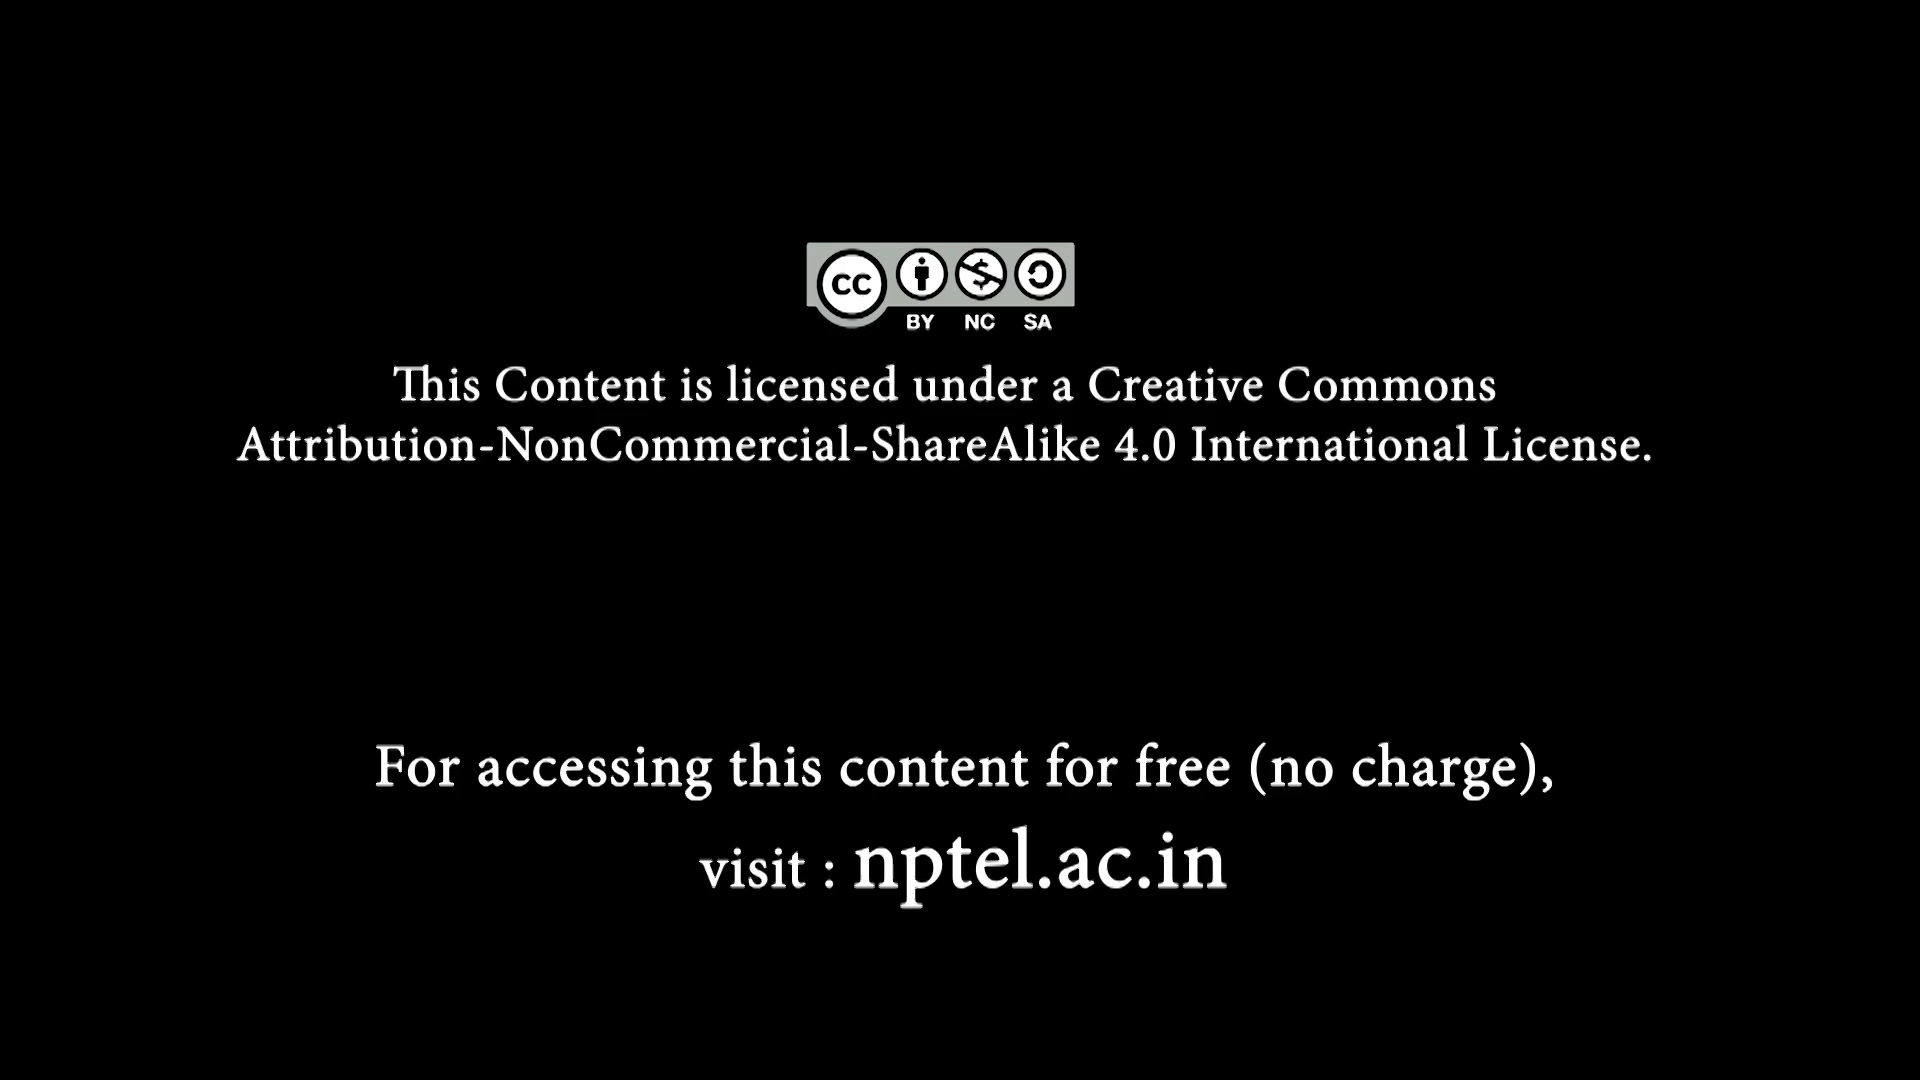 CC BY NC SA
This Content is licensed under a Creative Commons
Attribution-NonCommercial-ShareAlike 4.0 International License.
For accessing this content for free (no charge),
visit : nptel.ac.in